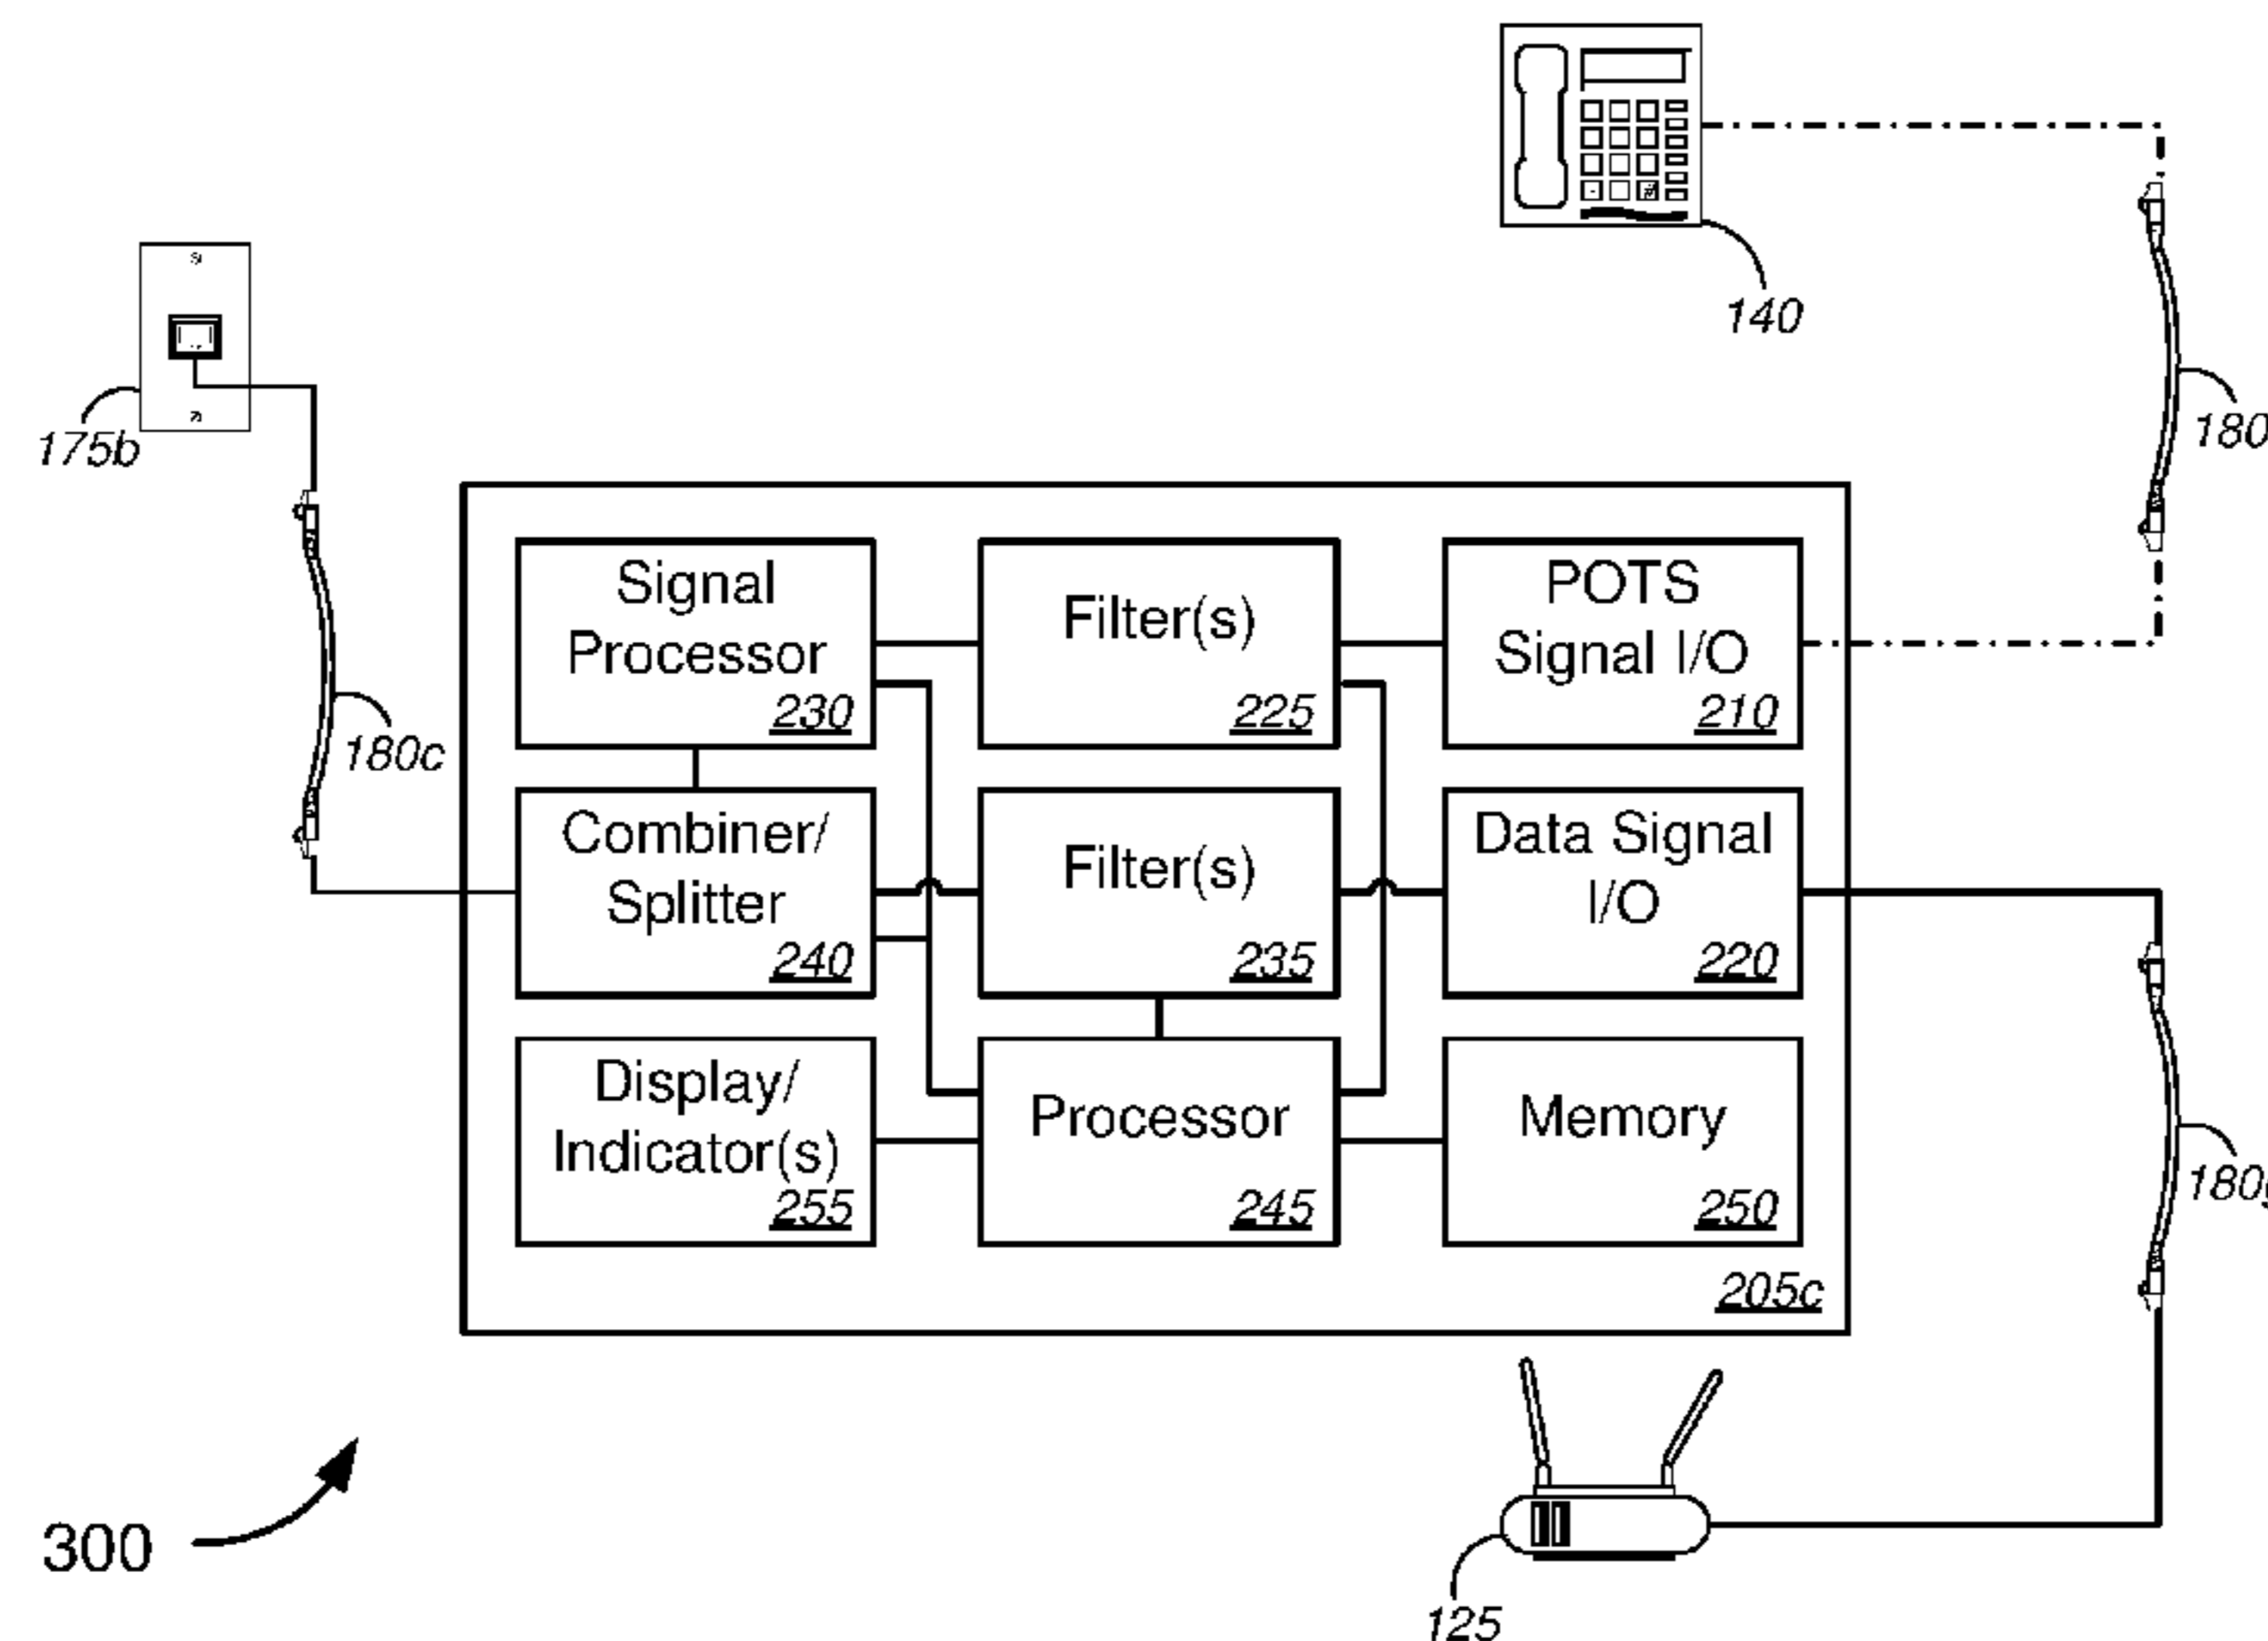 140
175b
180
Signal
Processor
230
Filter(s)
225
POTS
Signal I/O
210
180c
Combiner/
Splitter
240
Filter(s)
235
Data Signal
I/O
220
Display/
Indicator(s)
255
Processor
245
Memory
250
180g
205c
300
125